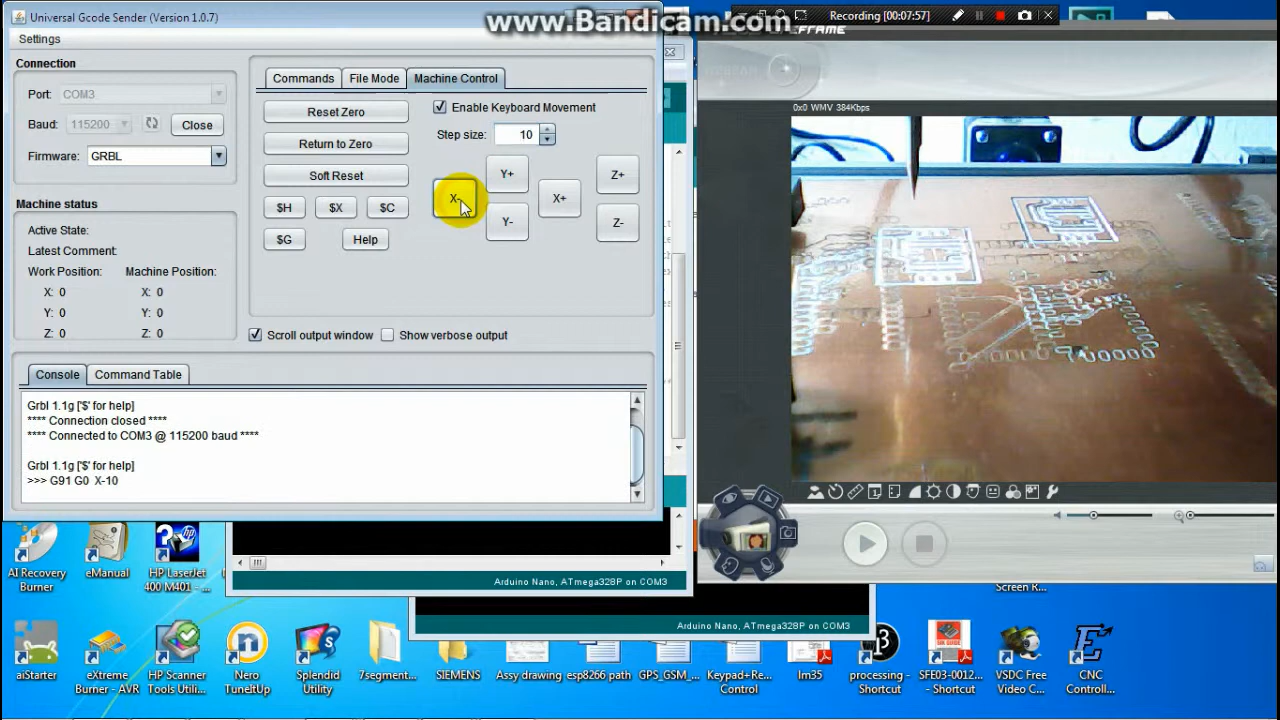 Universal Gcode Sender (Version 1.0.7)
www.Bandicam.com
Recording [00:07:57]
Settings
Connection
Port: COM3
Baud: 115200
Close
Firmware: GRBL
Machine status
Active State:
Latest Comment:
Work Position: Machine Position:
X: 0 X: 0
Y: 0 Y: 0
Z: 0 Z: 0
Commands
File Mode
Machine Control
Reset Zero
Return to Zero
Soft Reset
$H
$X
$C
$G
Help
Enable Keyboard Movement
Step size: 10
Y+
X-
X+
Y-
Z+
Z-
Scroll output window
Show verbose output
Console
Command Table
Grbl 1.1g ['$' for help]
**** Connection closed ****
**** Connected to COM3 @ 115200 baud ****
Grbl 1.1g ['$' for help]
>>> G91 G0 X-10
0x0 WMV 384Kbps
Arduino Nano, ATmega328P on COM3
Arduino Nano, ATmega328P on COM3
AI Recovery
Burner
eManual
HP LaserJet
400 M401 - ...
Screen R...
aiStarter
eXtreme
Burner - AVR
HP Scanner
Tools Utili...
Nero
TuneItUp
Splendid
Utility
7segment...
SIEMENS
Assy drawing
esp8266 path
GPS_GSM_...
Keypad+Re...
Control
lm35
processing -
Shortcut
SFE03-0012...
- Shortcut
VSDC Free
Video C...
CNC
Controll...